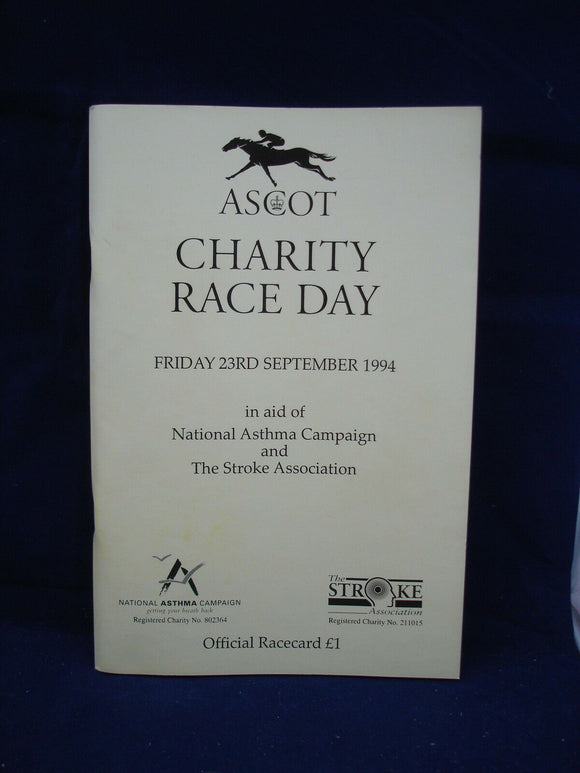 ASCOT
CHARITY
RACE DAY
FRIDAY 23RD SEPTEMBER 1994
in aid of
National Asthma Campaign
and
The Stroke Association
NATIONAL ASTHMA CAMPAIGN
getting your breath back
Registered Charity No. 802364
The
STROKE
Association
Registered Charity No. 211015
Official Racecard £1